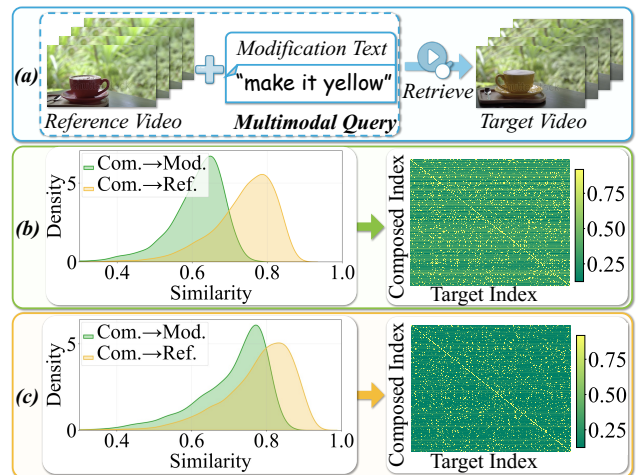 (a)
Modification Text
"make it yellow"
Reference Video
Multimodal Query
Retrieve
Target Video
(b)
Com.→Mod.
Com.→Ref.
Density
5
0
0.4
0.6
0.8
1.0
Similarity
Composed Index
Target Index
0.75
0.50
0.25
(c)
Com.→Mod.
Com.→Ref.
Density
5
0
0.4
0.6
0.8
1.0
Similarity
Composed Index
Target Index
0.75
0.50
0.25